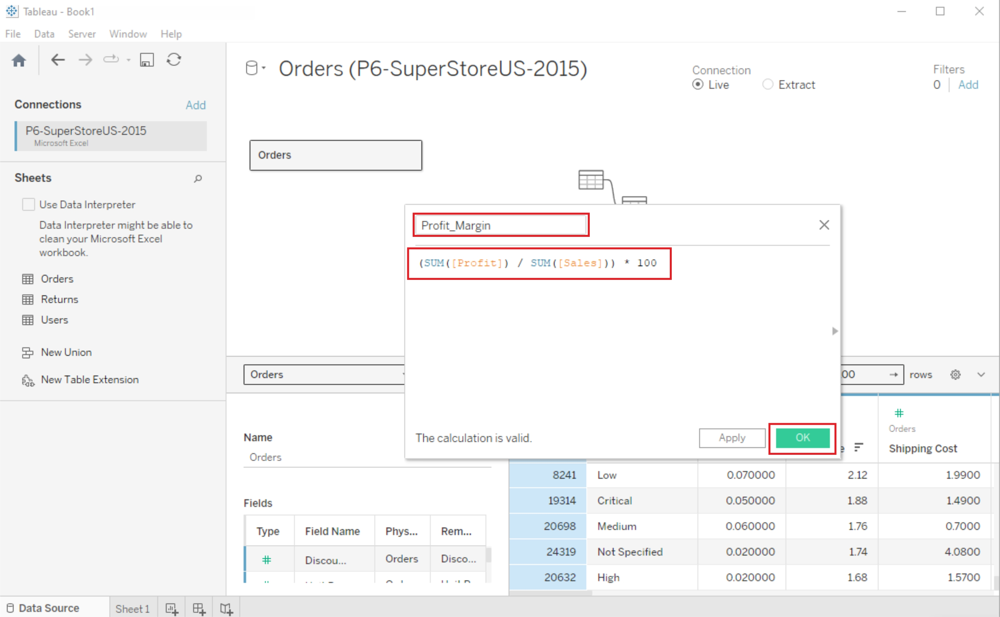 Tableau - Book1
File Data Server Window Help
Orders (P6-SuperStoreUS-2015)
Connection
Live Extract
Filters
0 Add
Connections Add
P6-SuperStoreUS-2015
Microsoft Excel
Orders
Sheets
Use Data Interpreter
Data Interpreter might be able to
clean your Microsoft Excel
workbook.
Orders
Returns
Users
New Union
New Table Extension
Profit_Margin
(SUM([Profit]) / SUM([Sales])) * 100
The calculation is valid.
Apply OK
Orders
00 rows
Name
Orders
Fields
Type Field Name Phys... Rem...
Discou... Orders Disco...
Orders
e Shipping Cost
8241 Low 0.070000 2.12 1.9900
19314 Critical 0.050000 1.88 1.4900
20698 Medium 0.060000 1.76 0.7000
24319 Not Specified 0.020000 1.74 4.0800
20632 High 0.020000 1.68 1.5700
Data Source Sheet 1